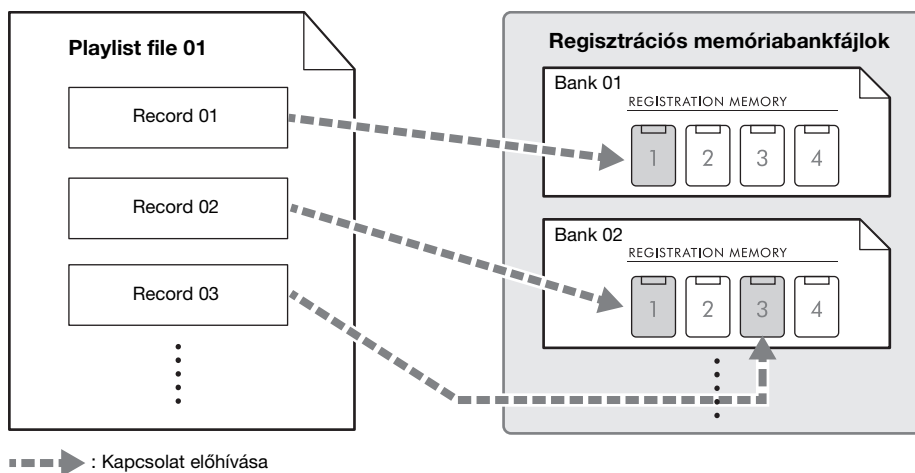 Playlist file 01
Record 01
Record 02
Record 03
Regisztrációs memóriabankfájlok
Bank 01
REGISTRATION MEMORY
1 2 3 4
Bank 02
REGISTRATION MEMORY
1 2 3 4
: Kapcsolat előhívása